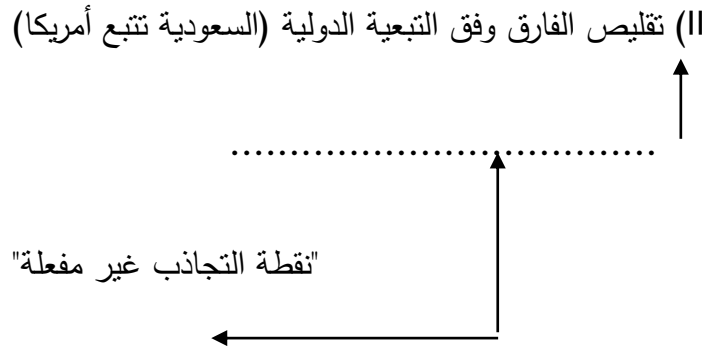 II) تقليص الفارق وفق التبعية الدولية (السعودية تتبع أمريكا)
..................................
"نقطة التجاذب غير مفعلة"